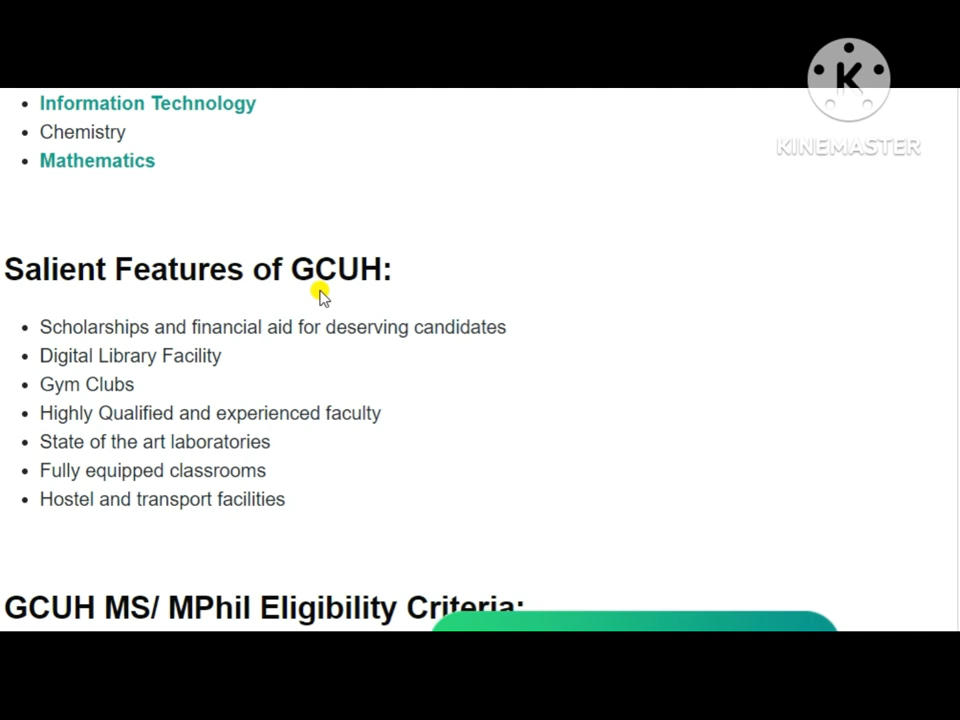 K
KINEMASTER
Information Technology
Chemistry
Mathematics
Salient Features of GCUH:
Scholarships and financial aid for deserving candidates
Digital Library Facility
Gym Clubs
Highly Qualified and experienced faculty
State of the art laboratories
Fully equipped classrooms
Hostel and transport facilities
GCUH MS/ MPhil Eligibility Criteria: